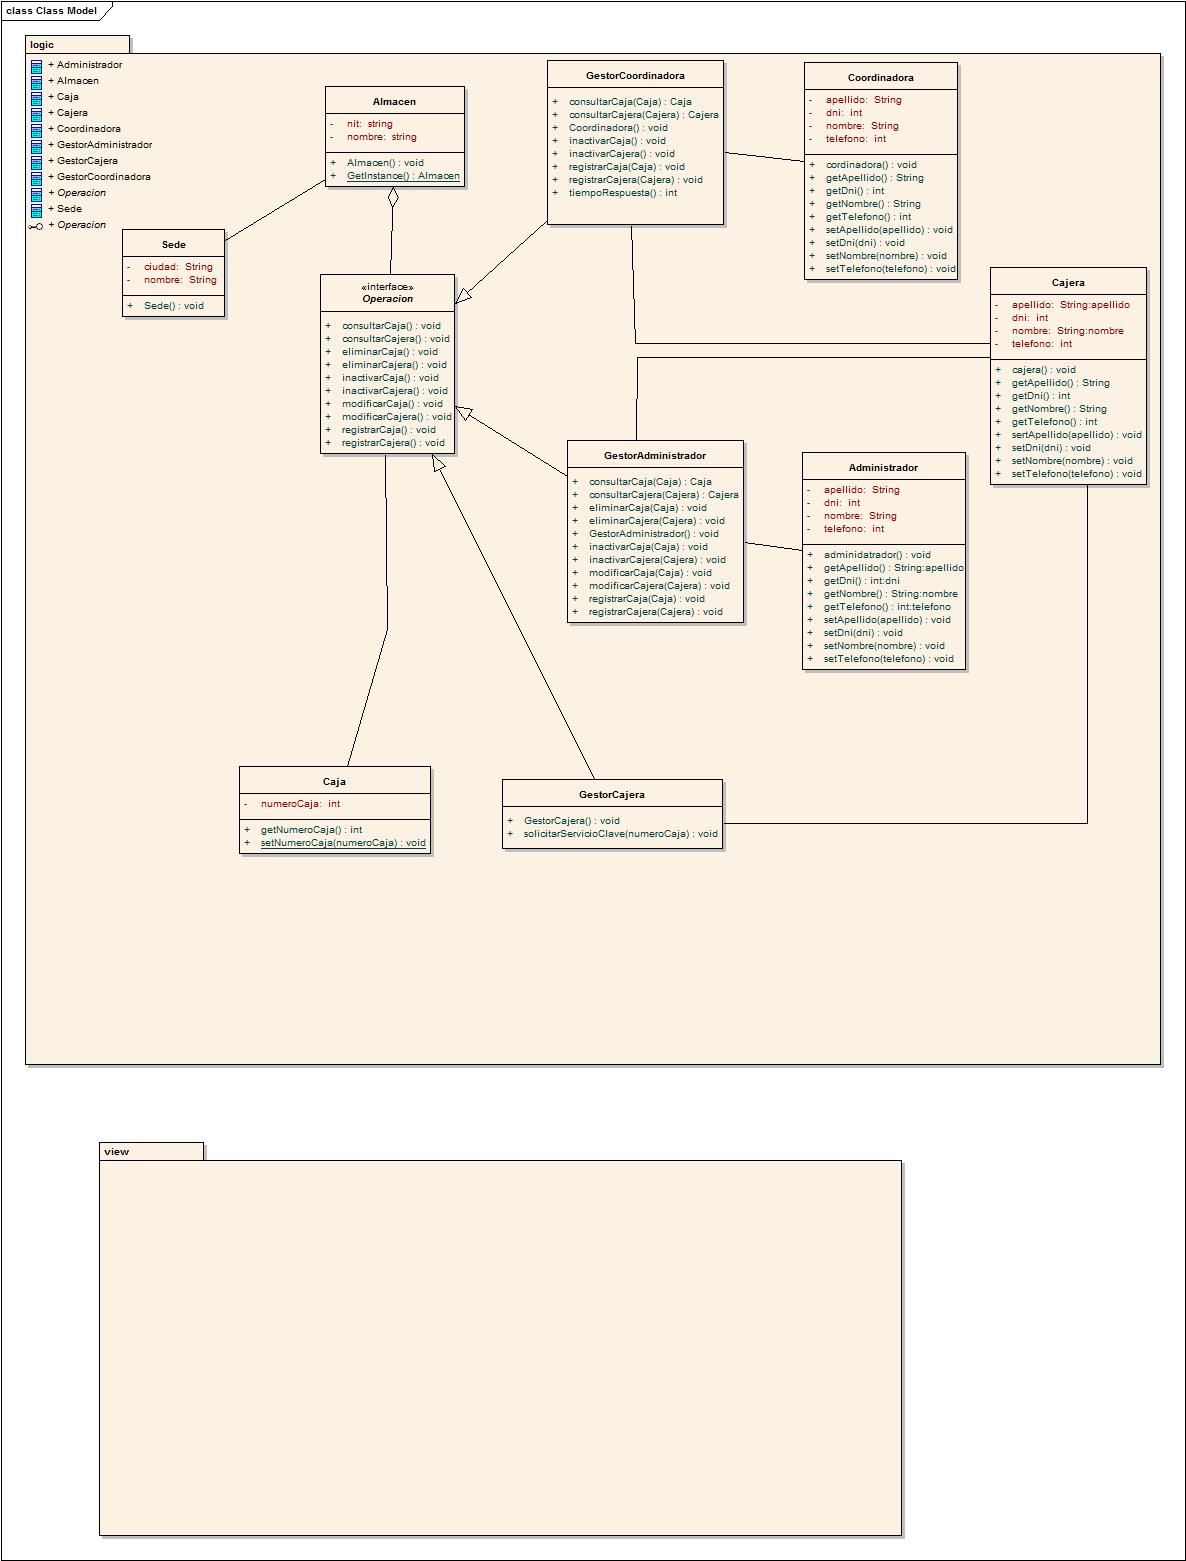 class Class Model
logic
+ Administrador
+ Almacen
+ Caja
+ Cajera
+ Coordinadora
+ GestorAdministrador
+ GestorCajera
+ GestorCoordinadora
+ Operacion
+ Sede
+ Operacion
Almacen
- nit: string
- nombre: string
+ Almacen() : void
+ GetInstance() : Almacen
GestorCoordinadora
+ consultarCaja(Caja) : Caja
+ consultarCajera(Cajera) : Cajera
+ Coordinadora() : void
+ inactivarCaja() : void
+ inactivarCajera() : void
+ registrarCaja(Caja) : void
+ registrarCajera(Cajera) : void
+ tiempoRespuesta() : int
Coordinadora
- apellido: String
- dni: int
- nombre: String
- telefono: int
+ cordinadora() : void
+ getApellido() : String
+ getDni() : int
+ getNombre() : String
+ getTelefono() : int
+ setApellido(apellido) : void
+ setDni(dni) : void
+ setNombre(nombre) : void
+ setTelefono(telefono) : void
Sede
- ciudad: String
- nombre: String
+ Sede() : void
«interface»
Operacion
+ consultarCaja() : void
+ consultarCajera() : void
+ eliminarCaja() : void
+ eliminarCajera() : void
+ inactivarCaja() : void
+ inactivarCajera() : void
+ modificarCaja() : void
+ modificarCajera() : void
+ registrarCaja() : void
+ registrarCajera() : void
Cajera
- apellido: String:apellido
- dni: int
- nombre: String:nombre
- telefono: int
+ cajera() : void
+ getApellido() : String
+ getDni() : int
+ getNombre() : String
+ getTelefono() : int
+ sertApellido(apellido) : void
+ setDni(dni) : void
+ setNombre(nombre) : void
+ setTelefono(telefono) : void
GestorAdministrador
+ consultarCaja(Caja) : Caja
+ consultarCajera(Cajera) : Cajera
+ eliminarCaja(Caja) : void
+ eliminarCajera(Cajera) : void
+ GestorAdministrador() : void
+ inactivarCaja(Caja) : void
+ inactivarCajera(Cajera) : void
+ modificarCaja(Caja) : void
+ modificarCajera(Cajera) : void
+ registrarCaja(Caja) : void
+ registrarCajera(Cajera) : void
Administrador
- apellido: String
- dni: int
- nombre: String
- telefono: int
+ adminidatrador() : void
+ getApellido() : String:apellido
+ getDni() : int:dni
+ getNombre() : String:nombre
+ getTelefono() : int:telefono
+ setApellido(apellido) : void
+ setDni(dni) : void
+ setNombre(nombre) : void
+ setTelefono(telefono) : void
Caja
- numeroCaja: int
+ getNumeroCaja() : int
+ setNumeroCaja(numeroCaja) : void
GestorCajera
+ GestorCajera() : void
+ solicitarServicioClave(numeroCaja) : void
view